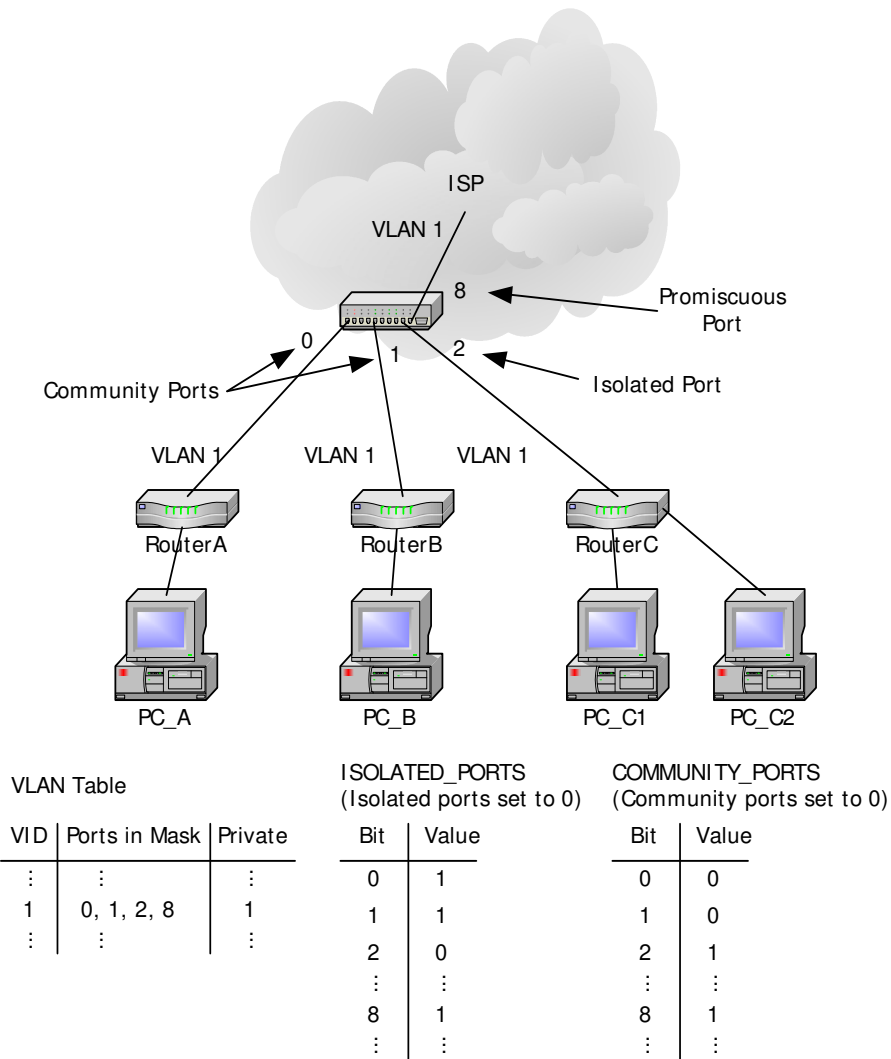 ISP
VLAN 1
8
Promiscuous
Port
0
1
2
Community Ports
Isolated Port
VLAN 1
VLAN 1
VLAN 1
RouterA
RouterB
RouterC
PC_A
PC_B
PC_C1
PC_C2
VLAN Table
VID Ports in Mask Private
⋮ ⋮ ⋮
1 0, 1, 2, 8 1
⋮ ⋮ ⋮
ISOLATED_PORTS
(Isolated ports set to 0)
Bit Value
0 1
1 1
2 0
⋮ ⋮
8 1
⋮ ⋮
COMMUNITY_PORTS
(Community ports set to 0)
Bit Value
0 0
1 0
2 1
⋮ ⋮
8 1
⋮ ⋮